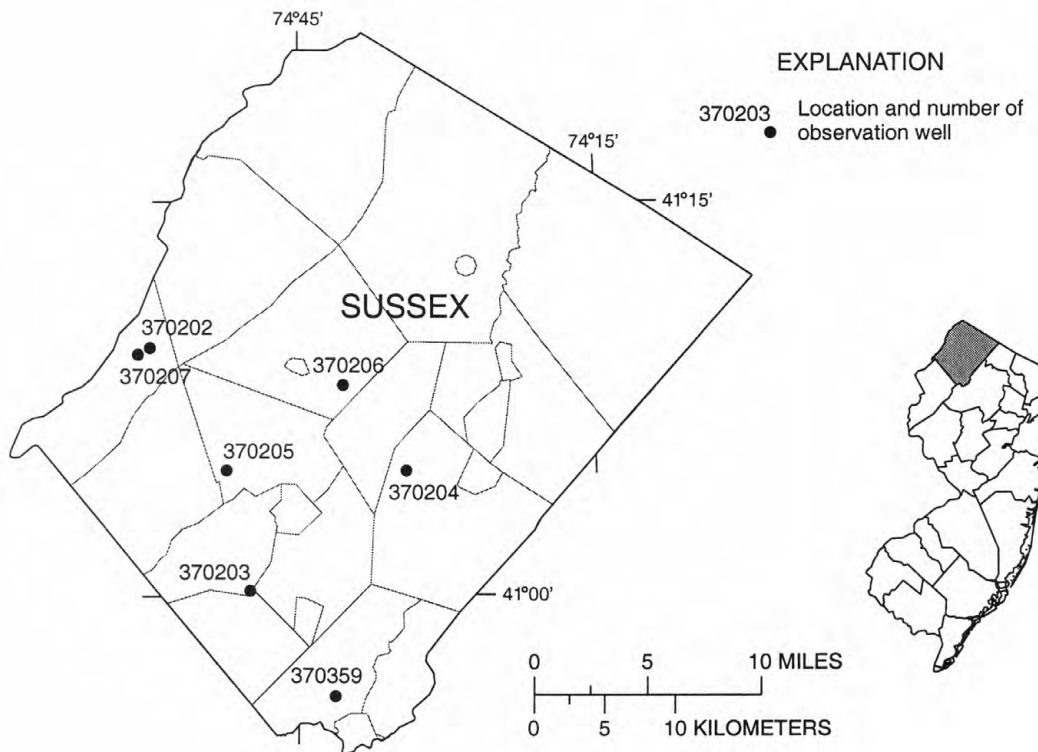 74°45'
EXPLANATION
370203
Location and number of
observation well
74°15'
41°15'
SUSSEX
370202
370207
370206
370205
370204
370203
41°00'
370359
0 5 10 MILES
0 5 10 KILOMETERS